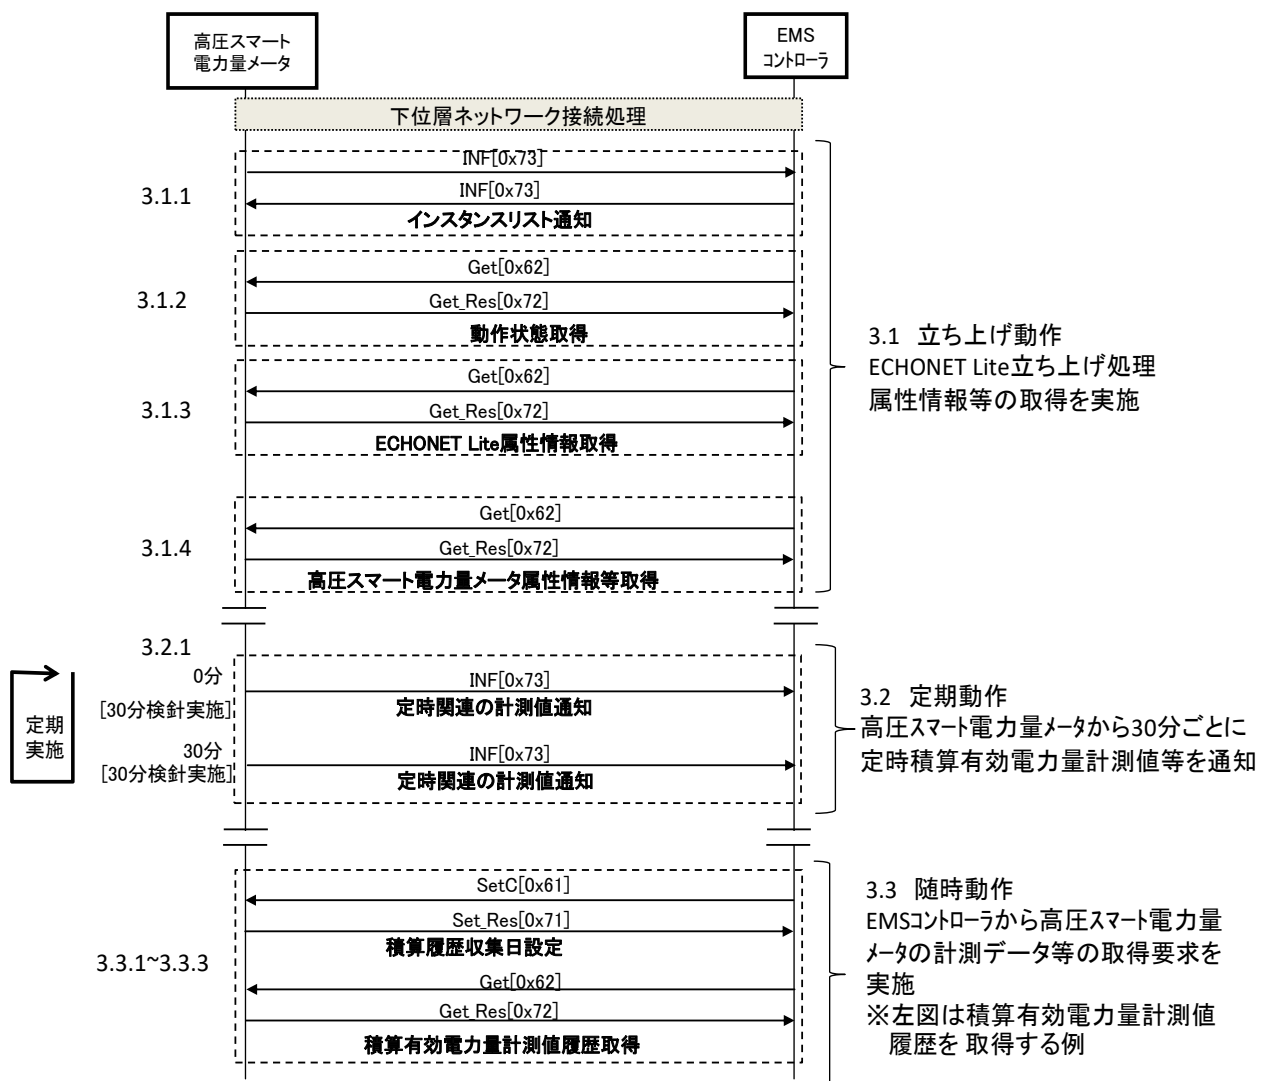 高圧スマート
電力量メータ
EMS
コントローラ
下位層ネットワーク接続処理
3.1.1
INF[0x73]
INF[0x73]
インスタンスリスト通知
3.1.2
Get[0x62]
Get_Res[0x72]
動作状態取得
3.1.3
Get[0x62]
Get_Res[0x72]
ECHONET Lite属性情報取得
3.1.4
Get[0x62]
Get_Res[0x72]
高圧スマート電力量メータ属性情報等取得
3.1 立ち上げ動作
ECHONET Lite立ち上げ処理
属性情報等の取得を実施
3.2.1
定期
実施
0分
[30分検針実施]
INF[0x73]
定時関連の計測値通知
30分
[30分検針実施]
INF[0x73]
定時関連の計測値通知
3.2 定期動作
高圧スマート電力量メータから30分ごとに
定時積算有効電力量計測値等を通知
3.3.1~3.3.3
SetC[0x61]
Set_Res[0x71]
積算履歴収集日設定
Get[0x62]
Get_Res[0x72]
積算有効電力量計測値履歴取得
3.3 随時動作
EMSコントローラから高圧スマート電力量
メータの計測データ等の取得要求を
実施
※左図は積算有効電力量計測値
履歴を 取得する例